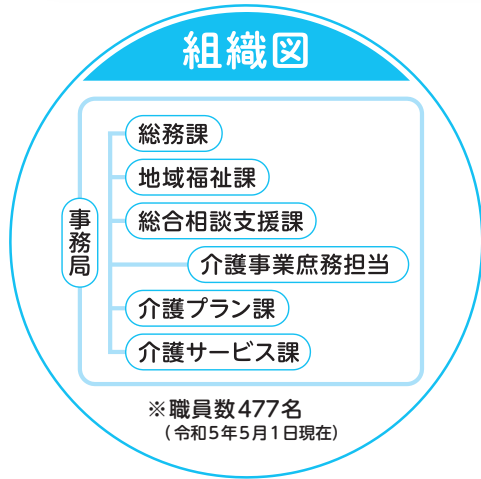 組織図
事務局
総務課
地域福祉課
総合相談支援課
介護事業庶務担当
介護プラン課
介護サービス課
※職員数477名
（令和5年5月1日現在）